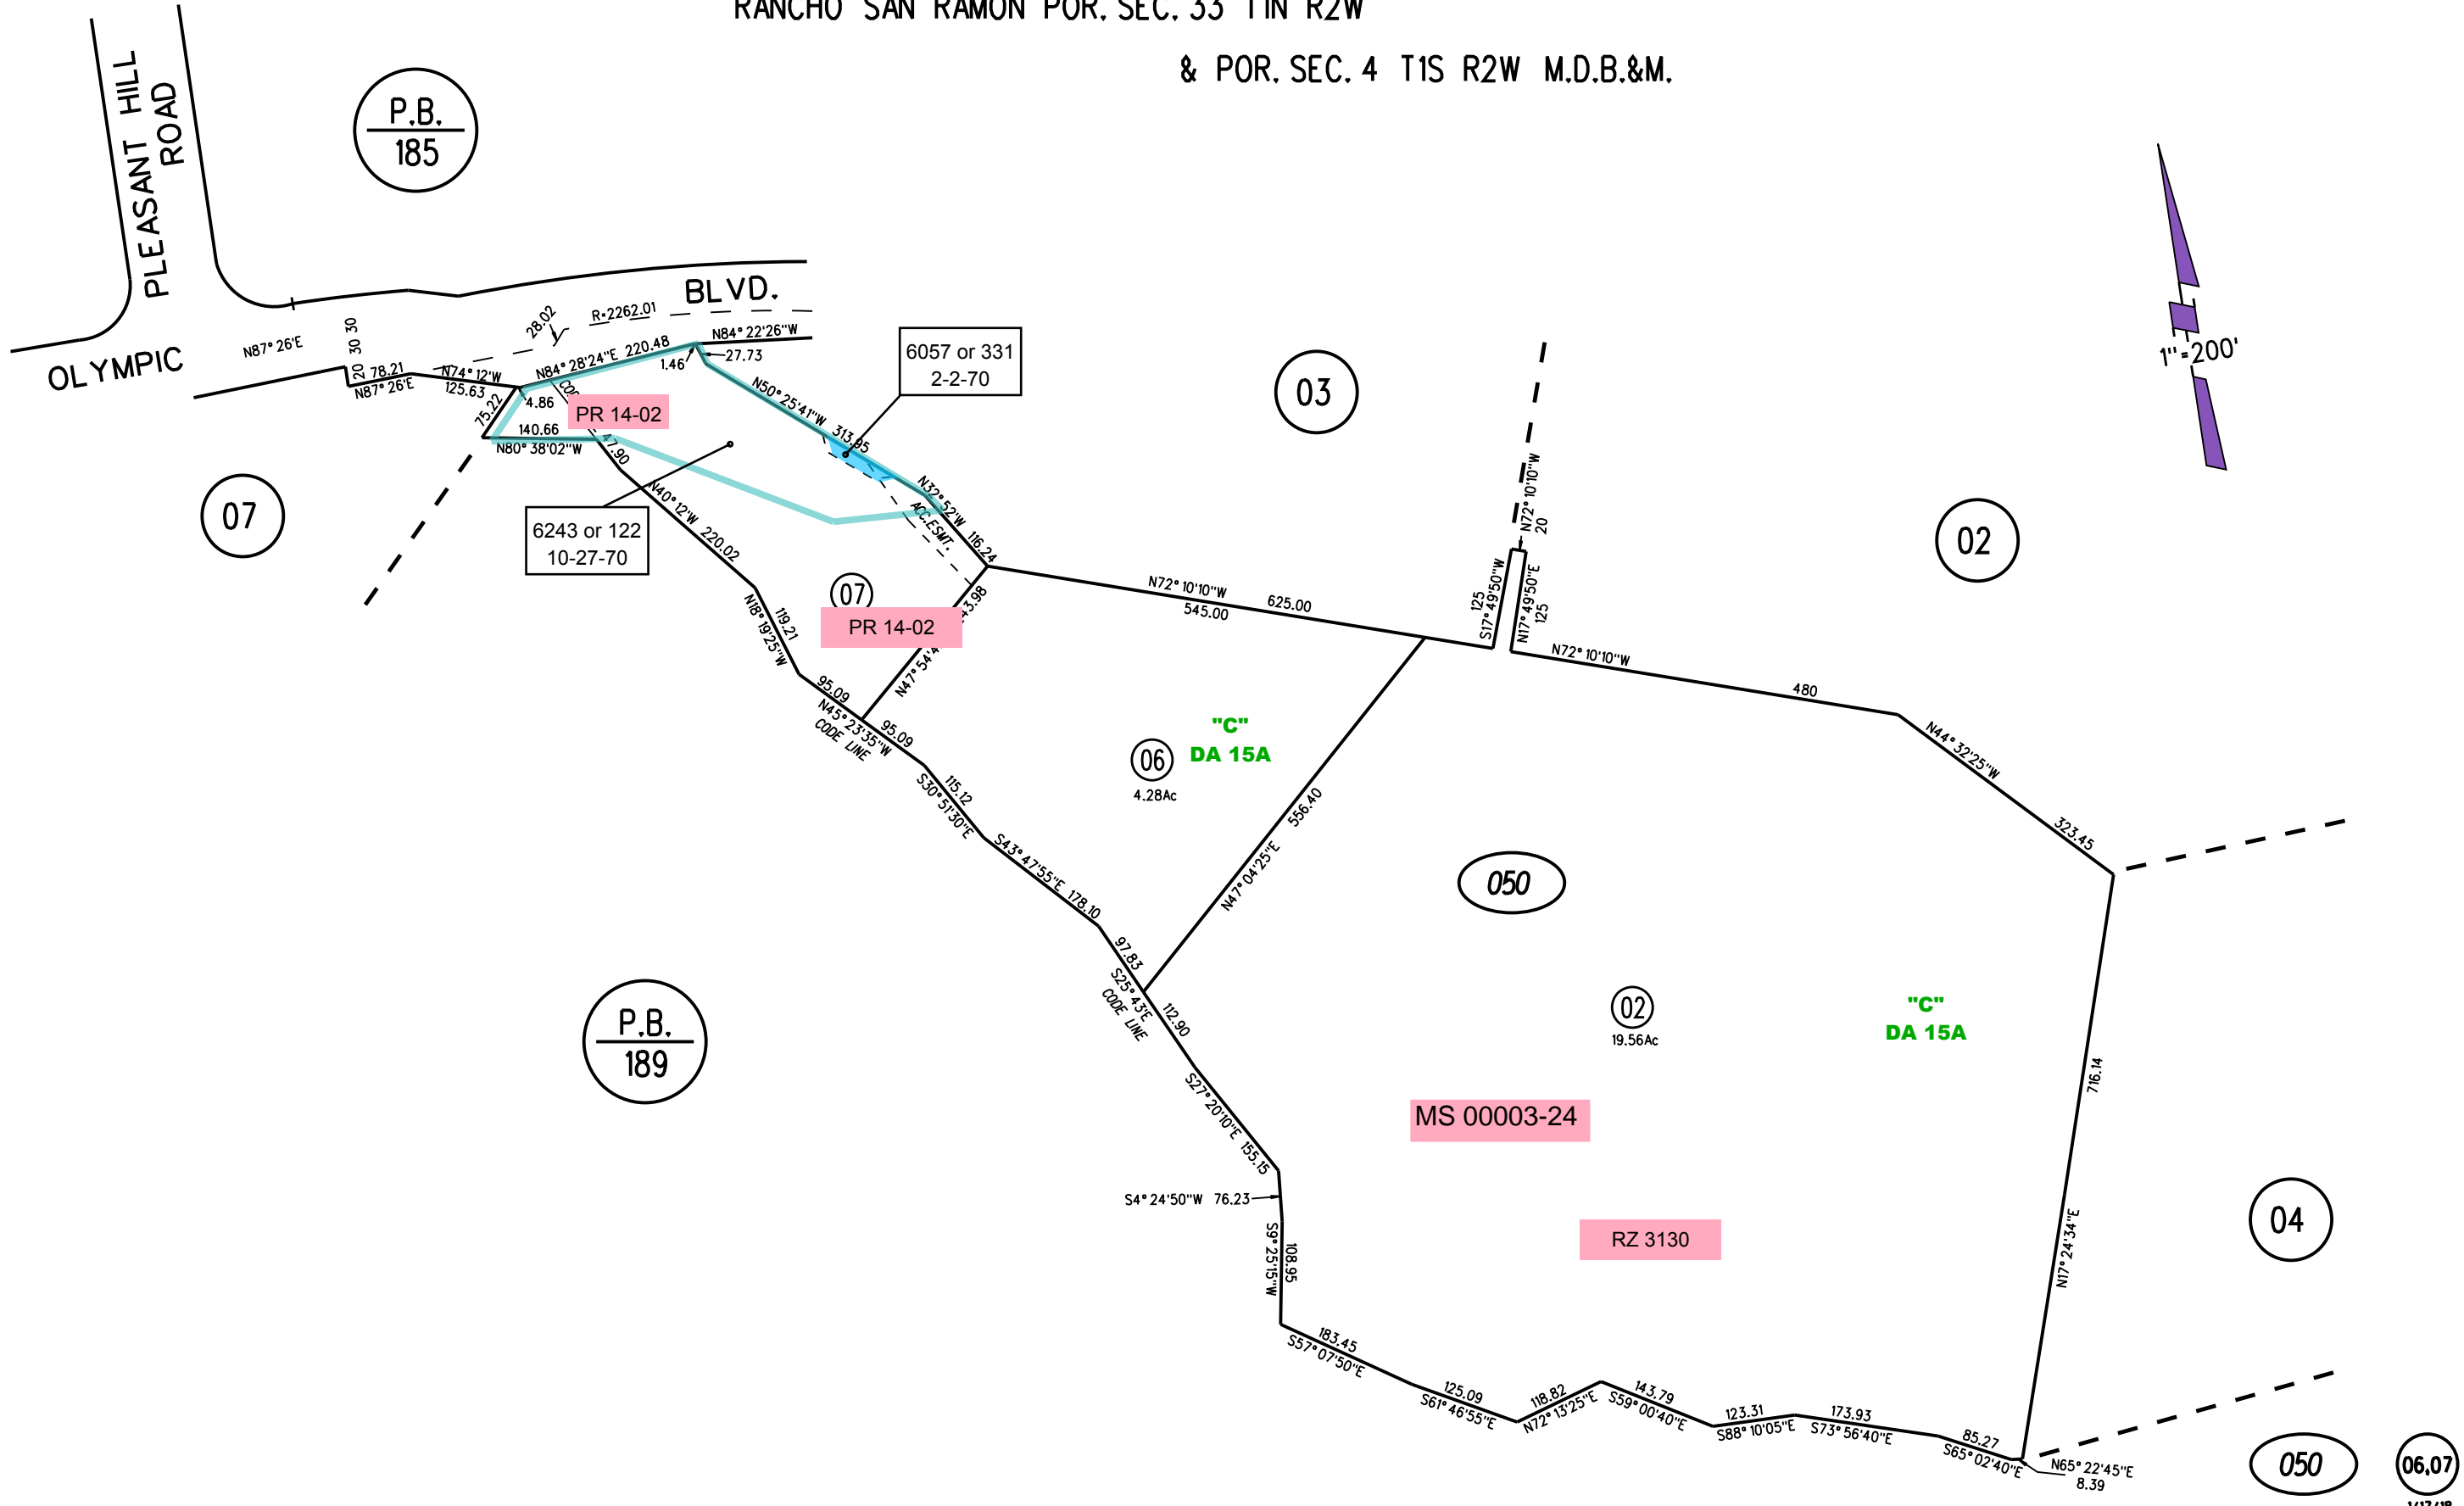 RANCHO SAN RAMON POR. SEC. 33 T1N R2W
& POR. SEC. 4 T1S R2W M.D.B.&M.
PLEASANT HILL
ROAD
P.B.
185
1"=200'
OLYMPIC
BLVD.
N87°26'E
20 30 30
78.21
N87°26'E
N74°12'W
125.63
28.02
R=2262.01
N84°28'24"E 220.48
1.46
27.73
N84°22'26"W
75.22
4.86
140.66
N80°38'02"W
PR 14-02
47.90
N50°25'41"W 313.95
6057 or 331
2-2-70
03
02
07
6243 or 122
10-27-70
N40°12'W 220.02
N32°52'W 116.24
ACC.ESMT.
07
PR 14-02
N18°19'25"W
119.21
N72°10'10"W 625.00
545.00
125
S17°49'50"W
N17°49'50"E
125
N72°10'10"W
20
N72°10'10"W
480
N44°32'25"W
323.45
95.09
N45°23'35"W
CODE LINE
95.09
"C"
DA 15A
06
4.28Ac
115.12
S30°51'30"E
S43°47'55"E 178.10
556.40
N47°04'25"E
050
97.83
S25°43'E
CODE LINE
112.90
P.B.
189
02
19.56Ac
"C"
DA 15A
716.14
N17°24'34"E
S27°20'10"E 155.15
MS 00003-24
S4°24'50"W 76.23
RZ 3130
04
108.95
S9°25'15"W
183.45
S57°07'50"E
125.09
S61°46'55"E
118.82
N72°13'25"E
143.79
S59°00'40"E
123.31
S88°10'05"E
173.93
S73°56'40"E
85.27
S65°02'40"E
N65°22'45"E
8.39
050
06,07